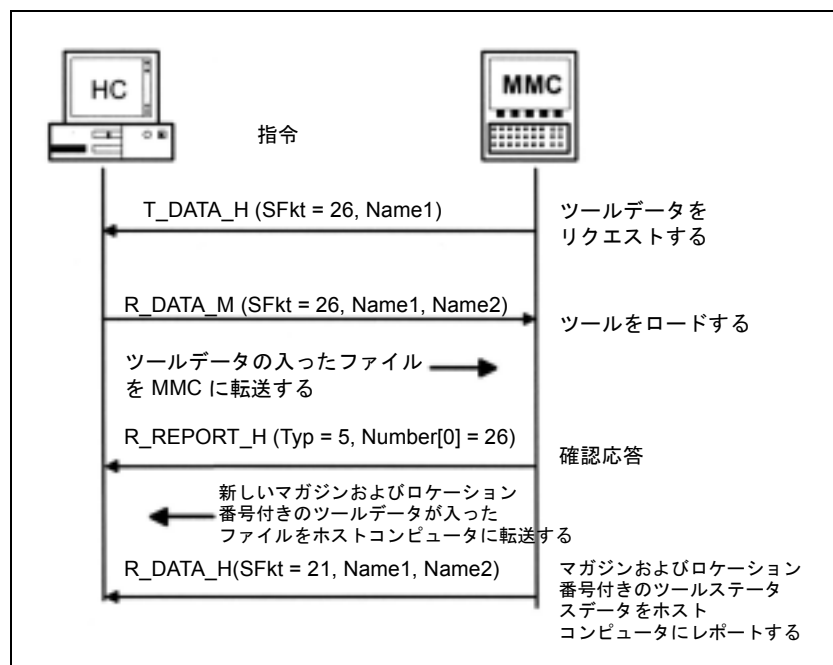 HC
MMC
指令
T_DATA_H (SFkt = 26, Name1)
ツールデータを
リクエストする
R_DATA_M (SFkt = 26, Name1, Name2)
ツールをロードする
ツールデータの入ったファイル
を MMC に転送する
R_REPORT_H (Typ = 5, Number[0] = 26)
確認応答
新しいマガジンおよびロケーション
番号付きのツールデータが入った
ファイルをホストコンピュータに転送する
R_DATA_H(SFkt = 21, Name1, Name2)
マガジンおよびロケーション
番号付きのツールステータ
スデータをホスト
コンピュータにレポートする